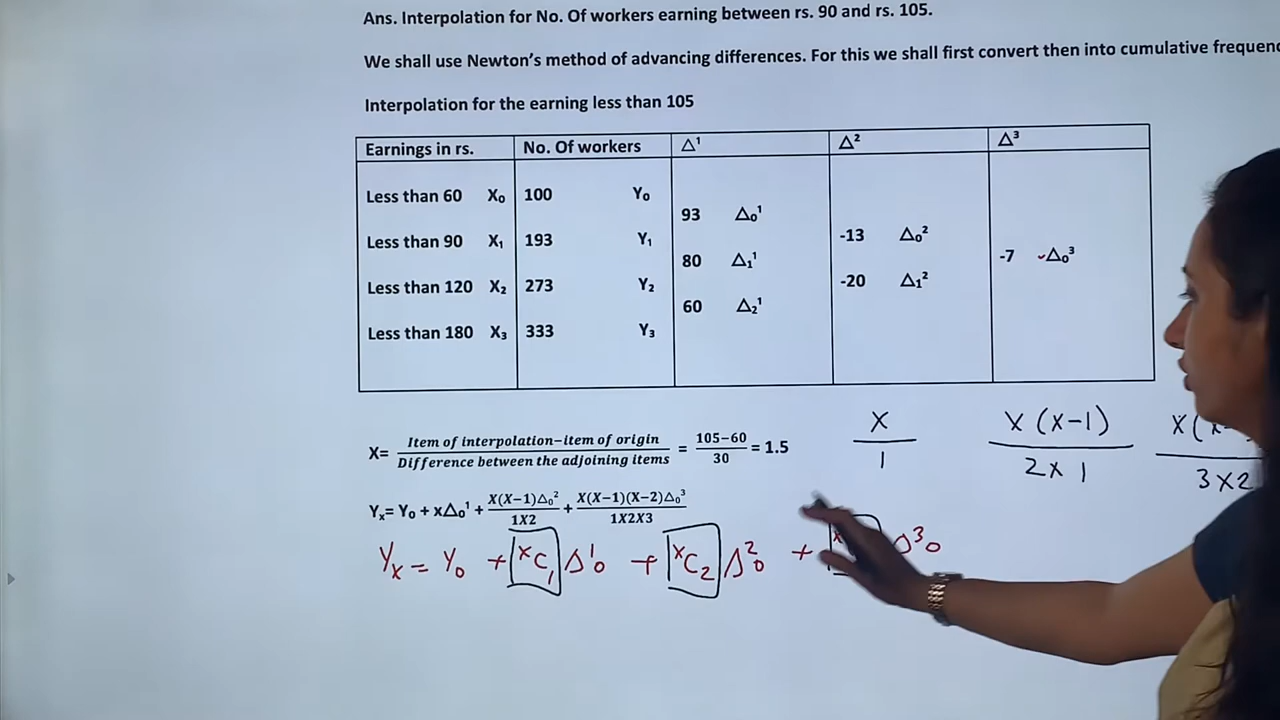 Ans. Interpolation for No. Of workers earning between rs. 90 and rs. 105.
We shall use Newton's method of advancing differences. For this we shall first convert then into cumulative
Interpolation for the earning less than 105
Earnings in rs. No. Of workers Δ¹ Δ² Δ³
Less than 60 X₀ 100 Y₀
93 Δ₀¹
-13 Δ₀²
Less than 90 X₁ 193 Y₁
-7 Δ₀³
80 Δ₁¹
-20 Δ₁²
Less than 120 X₂ 273 Y₂
60 Δ₂¹
Less than 180 X₃ 333 Y₃
X= Item of interpolation−item of origin / Difference between the adjoining items = 105−60 / 30 = 1.5
X / 1
X (X-1) / 2 X 1
3 X 2
Yₓ= Y₀ + xΔ₀¹ + X(X−1)Δ₀² / 1X2 + X(X−1)(X−2)Δ₀³ / 1X2X3
Yₓ = Y₀ + ˣC₁ Δ¹₀ + ˣC₂ Δ²₀ + Δ³₀